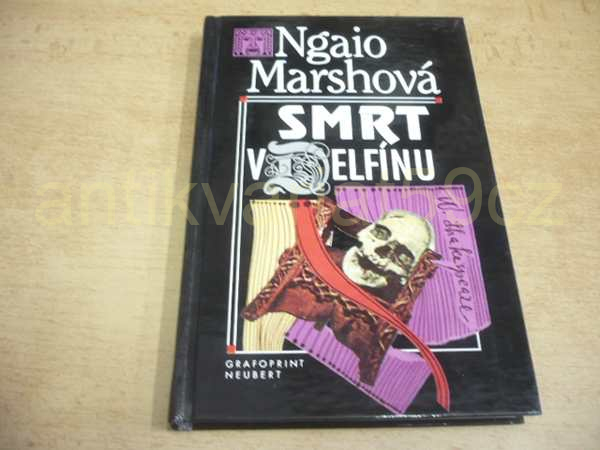 Ngaio
Marshová
SMRT
V DELFÍNU
W. Shakespeare
GRAFOPRINT
NEUBERT